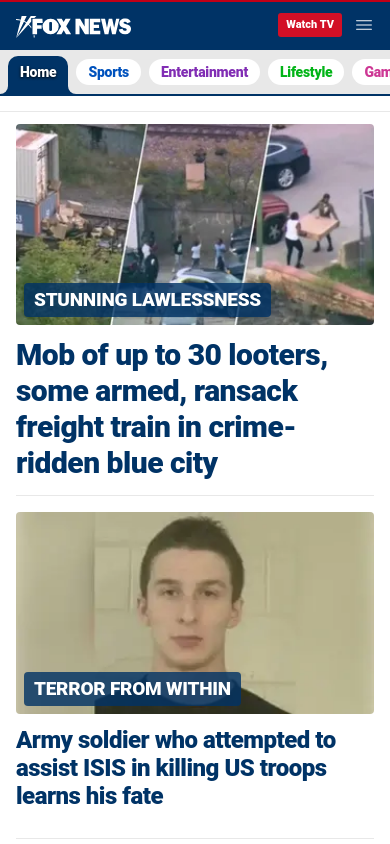 FOX NEWS
Watch TV
Home Sports Entertainment Lifestyle Gam
STUNNING LAWLESSNESS
Mob of up to 30 looters,
some armed, ransack
freight train in crime-
ridden blue city
TERROR FROM WITHIN
Army soldier who attempted to
assist ISIS in killing US troops
learns his fate